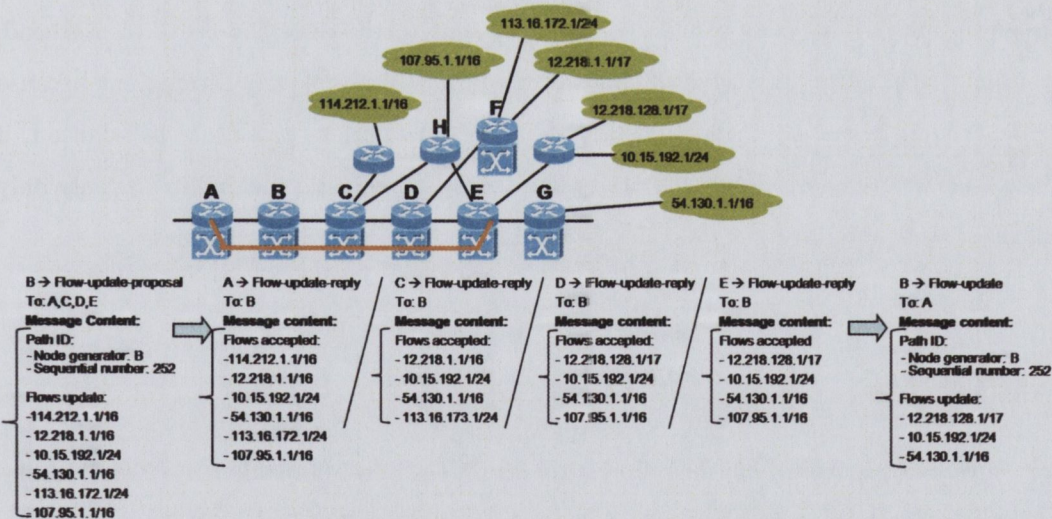 113.16.172.1/24
107.95.1.1/16
12.218.1.1/17
114.212.1.1/16
F
12.218.128.1/17
H
10.15.192.1/24
A B C D E G
54.130.1.1/16
B → Flow-update-proposal
To: A,C,D,E
Message Content:
Path ID:
- Node generator: B
- Sequential number: 252
Flows update:
-114.212.1.1/16
- 12.218.1.1/16
- 10.15.192.1/24
- 54.130.1.1/16
- 113.16.172.1/24
- 107.95.1.1/16
A → Flow-update-reply
To: B
Message content:
Flows accepted:
-114.212.1.1/16
- 12.218.1.1/16
- 10.15.192.1/24
- 54.130.1.1/16
- 113.16.172.1/24
- 107.95.1.1/16
C → Flow-update-reply
To: B
Message content:
Flows accepted:
- 12.218.1.1/16
- 10.15.192.1/24
- 54.130.1.1/16
- 113.16.173.1/24
D → Flow-update-reply
To: B
Message content:
Flows accepted:
- 12.218.128.1/17
- 10.15.192.1/24
- 54.130.1.1/16
- 107.95.1.1/16
E → Flow-update-reply
To: B
Message content:
Flows accepted
- 12.218.128.1/17
- 10.15.192.1/24
- 54.130.1.1/16
- 107.95.1.1/16
B → Flow-update
To: A
Message content:
Path ID:
- Node generator: B
- Sequential number: 252
Flows update:
- 12.218.128.1/17
- 10.15.192.1/24
- 54.130.1.1/16